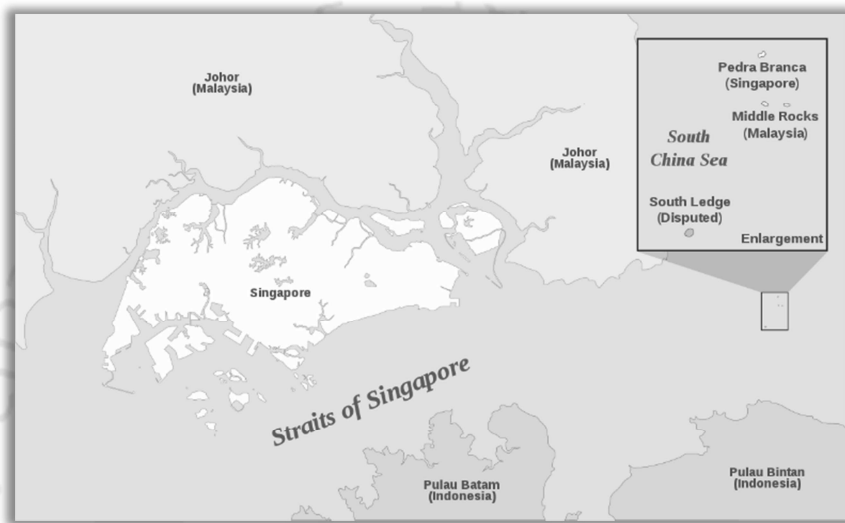 Johor
(Malaysia)
Pedra Branca
(Singapore)
Middle Rocks
(Malaysia)
South
China Sea
South Ledge
(Disputed)
Enlargement
Johor
(Malaysia)
Singapore
Straits of Singapore
Pulau Batam
(Indonesia)
Pulau Bintan
(Indonesia)